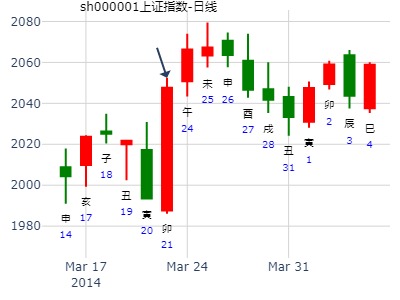 sh000001上证指数-日线
2080
2060
2040
2020
2000
1980
申
14
亥
17
子
18
丑
19
寅
20
卯
21
午
24
未
25
申
26
酉
27
戌
28
丑
31
寅
1
卯
2
辰
3
巳
4
Mar 17
2014
Mar 24
Mar 31